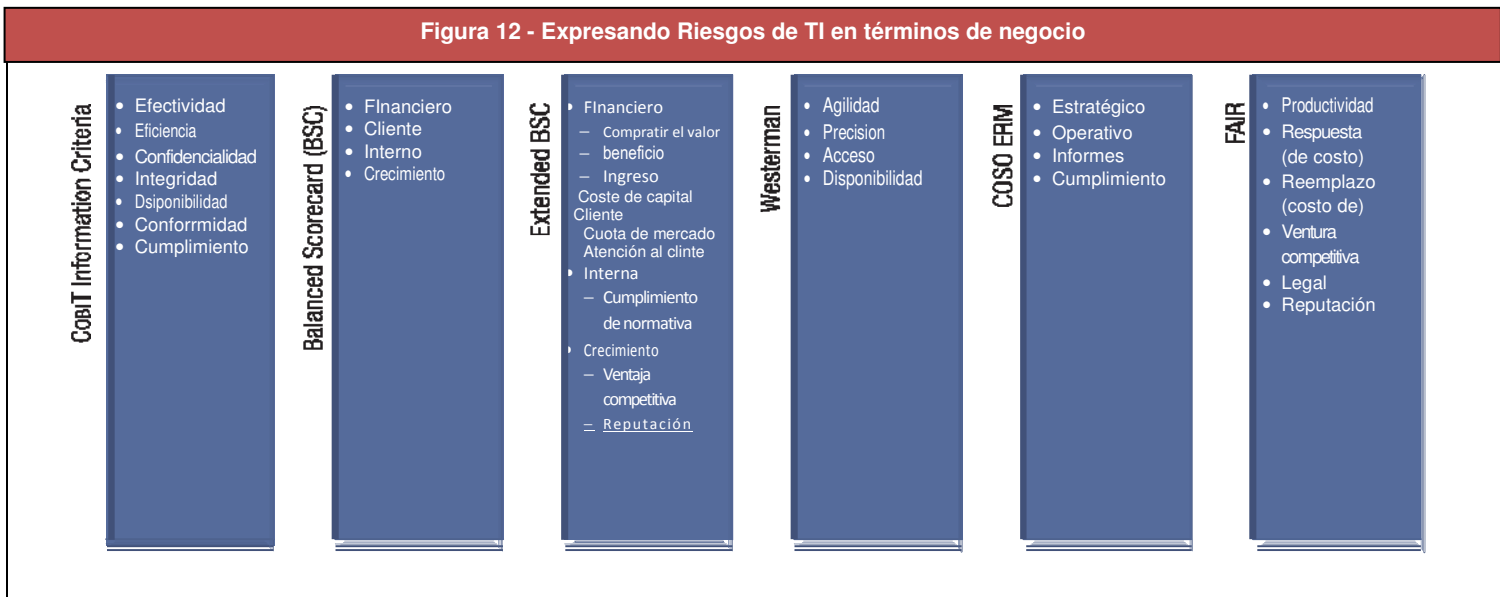 Figura 12 - Expresando Riesgos de TI en términos de negocio
COBIT Information Criteria
• Efectividad
• Eficiencia
• Confidencialidad
• Integridad
• Dsiponibilidad
• Conforrmidad
• Cumplimiento
Balanced Scorecard (BSC)
• FInanciero
• Cliente
• Interno
• Crecimiento
Extended BSC
• FInanciero
– Compratir el valor
– beneficio
– Ingreso
Coste de capital
Cliente
Cuota de mercado
Atención al clinte
• Interna
– Cumplimiento
de normativa
• Crecimiento
– Ventaja
competitiva
– Reputación
Westerman
• Agilidad
• Precision
• Acceso
• Disponibilidad
COSO ERM
• Estratégico
• Operativo
• Informes
• Cumplimiento
FAIR
• Productividad
• Respuesta
(de costo)
• Reemplazo
(costo de)
• Ventura
competitiva
• Legal
• Reputación